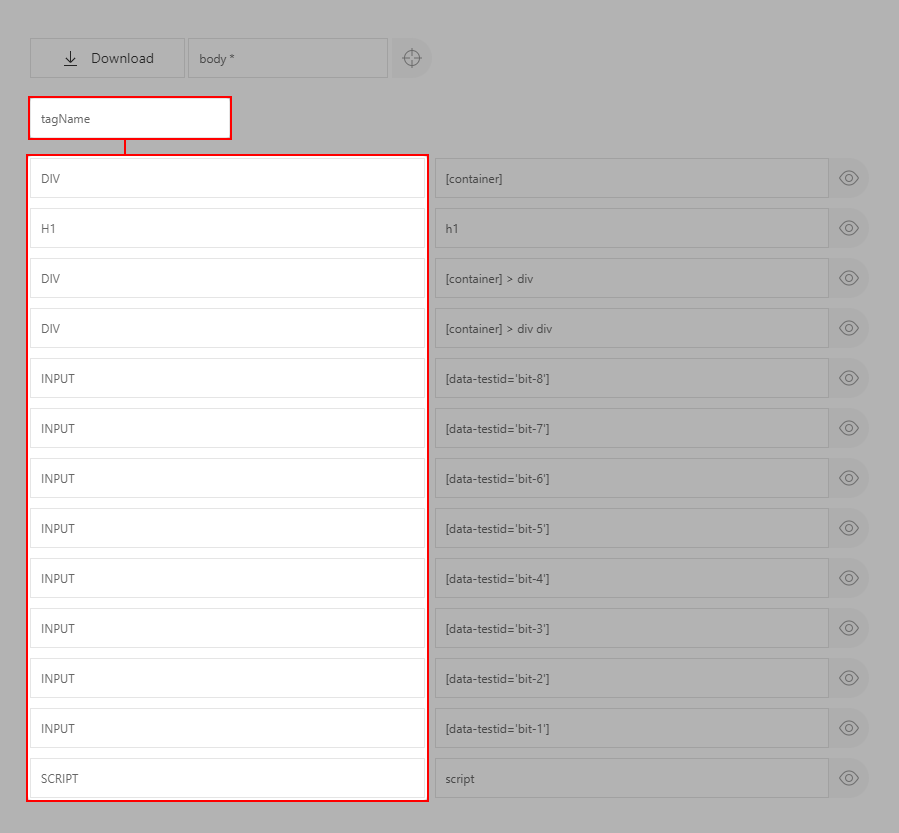 Download body *
tagName
DIV [container]
H1 h1
DIV [container] > div
DIV [container] > div div
INPUT [data-testid='bit-8']
INPUT [data-testid='bit-7']
INPUT [data-testid='bit-6']
INPUT [data-testid='bit-5']
INPUT [data-testid='bit-4']
INPUT [data-testid='bit-3']
INPUT [data-testid='bit-2']
INPUT [data-testid='bit-1']
SCRIPT script